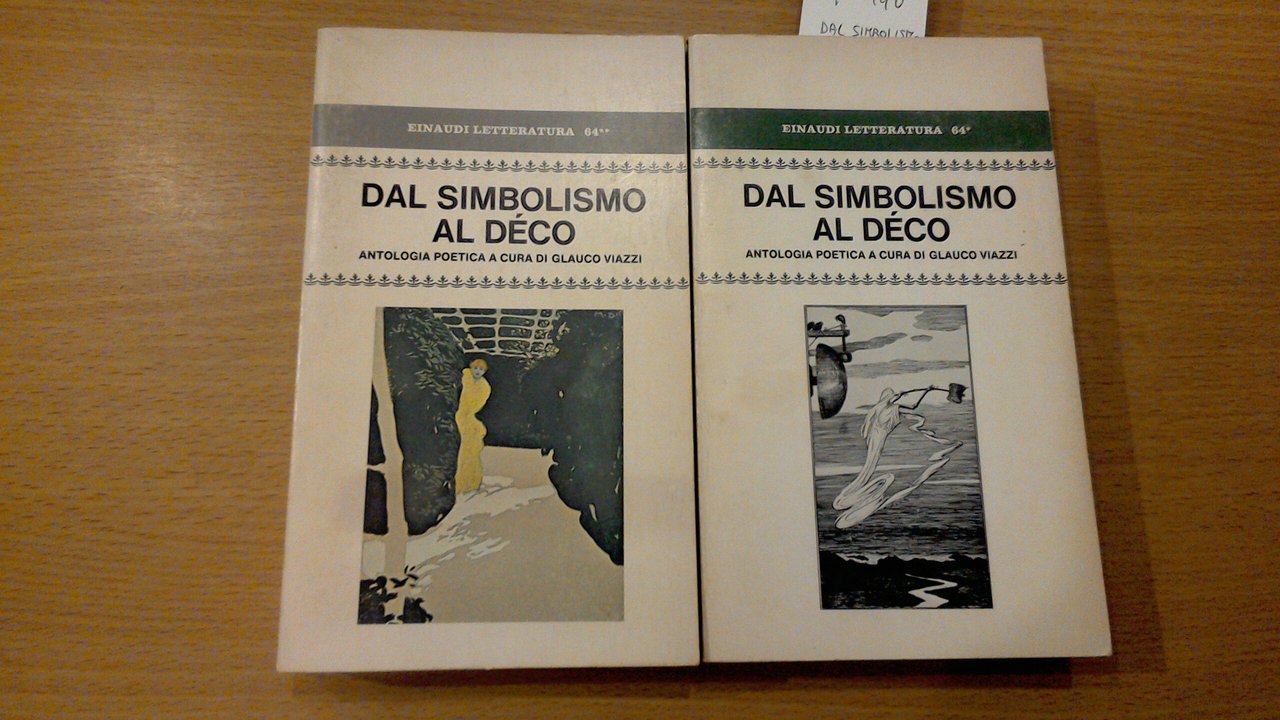 EINAUDI LETTERATURA 64**
DAL SIMBOLISMO
AL DÉCO
ANTOLOGIA POETICA A CURA DI GLAUCO VIAZZI
M.D
DAL SIMBOLISMO
EINAUDI LETTERATURA 64*
DAL SIMBOLISMO
AL DÉCO
ANTOLOGIA POETICA A CURA DI GLAUCO VIAZZI